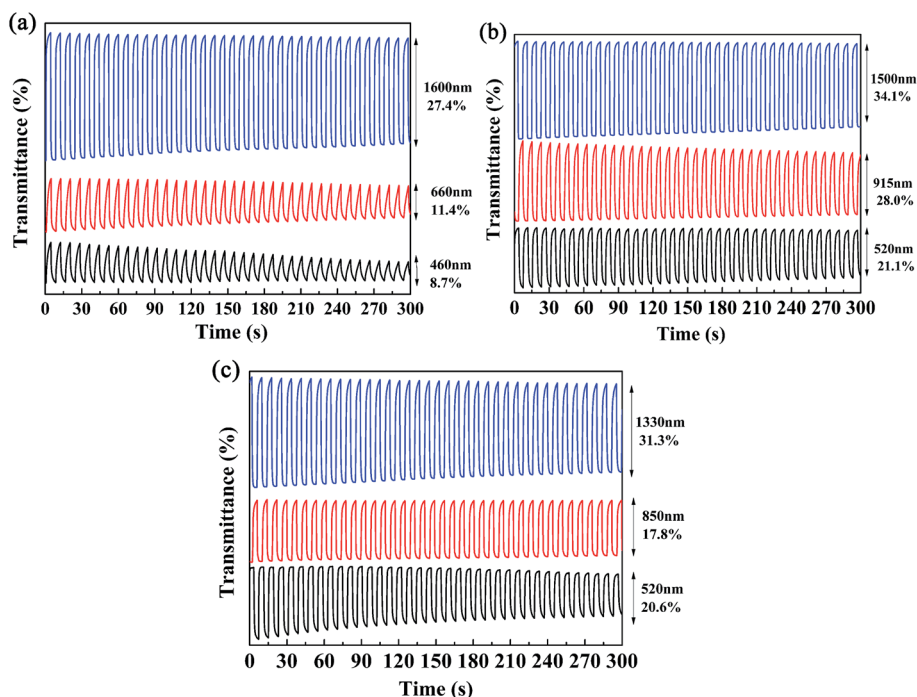 (a)
Transmittance (%)
1600nm
27.4%
660nm
11.4%
460nm
8.7%
0 30 60 90 120 150 180 210 240 270 300
Time (s)
(b)
Transmittance (%)
1500nm
34.1%
915nm
28.0%
520nm
21.1%
0 30 60 90 120 150 180 210 240 270 300
Time (s)
(c)
Transmittance (%)
1330nm
31.3%
850nm
17.8%
520nm
20.6%
0 30 60 90 120 150 180 210 240 270 300
Time (s)